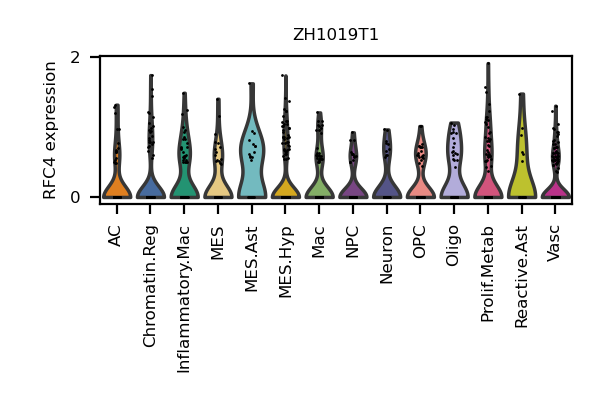 ZH1019T1
RFC4 expression
2
0
AC
Chromatin.Reg
Inflammatory.Mac
MES
MES.Ast
MES.Hyp
Mac
NPC
Neuron
OPC
Oligo
Prolif.Metab
Reactive.Ast
Vasc